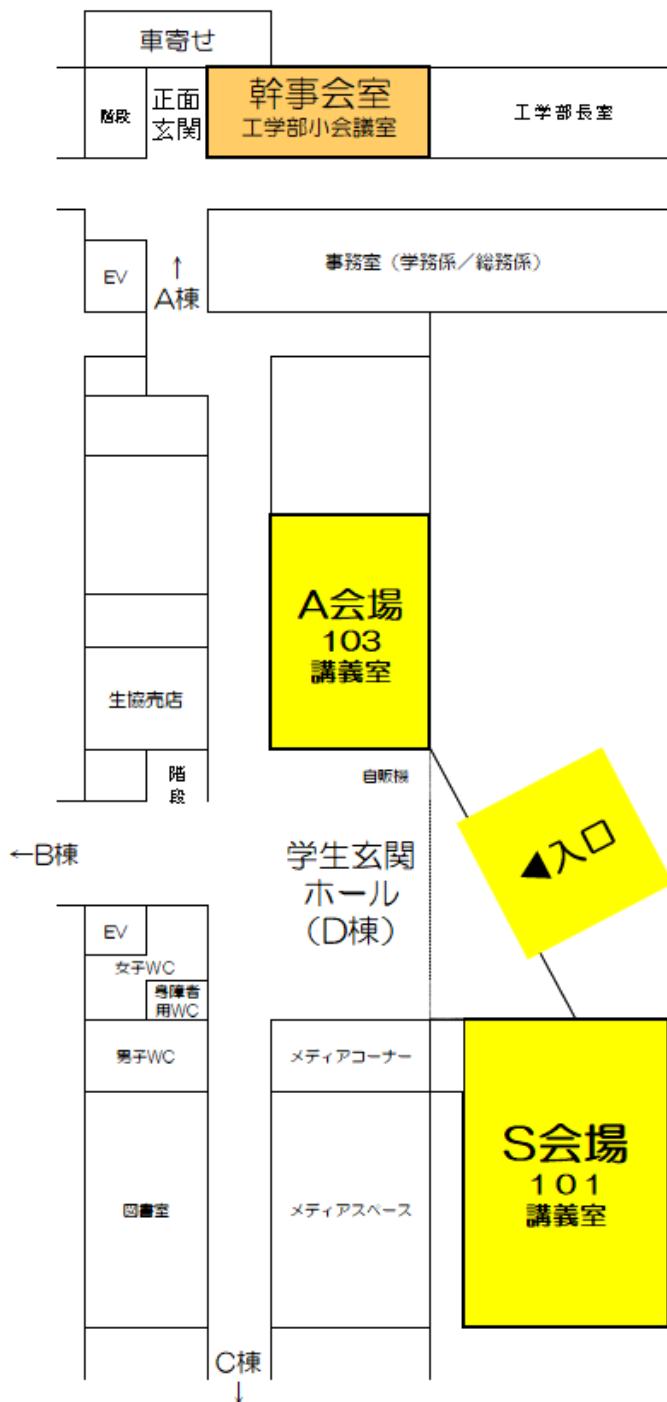 車寄せ
階段
正面
玄関
幹事会室
工学部小会議室
工学部長室
EV
↑
A棟
事務室（学務係／総務係）
A会場
103
講義室
生協売店
階
段
自販機
←B棟
学生玄関
ホール
（D棟）
▲入口
EV
女子WC
身障者
用WC
男子WC
メディアコーナー
S会場
101
講義室
図書室
メディアスペース
C棟
↓